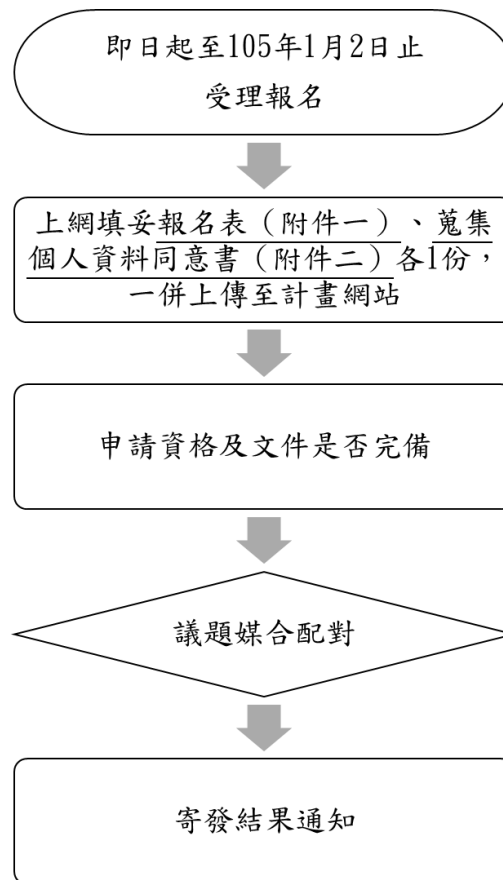 即日起至105年1月2日止
受理報名
上網填妥報名表（附件一）、蒐集
個人資料同意書（附件二）各1份，
一併上傳至計畫網站
申請資格及文件是否完備
議題媒合配對
寄發結果通知